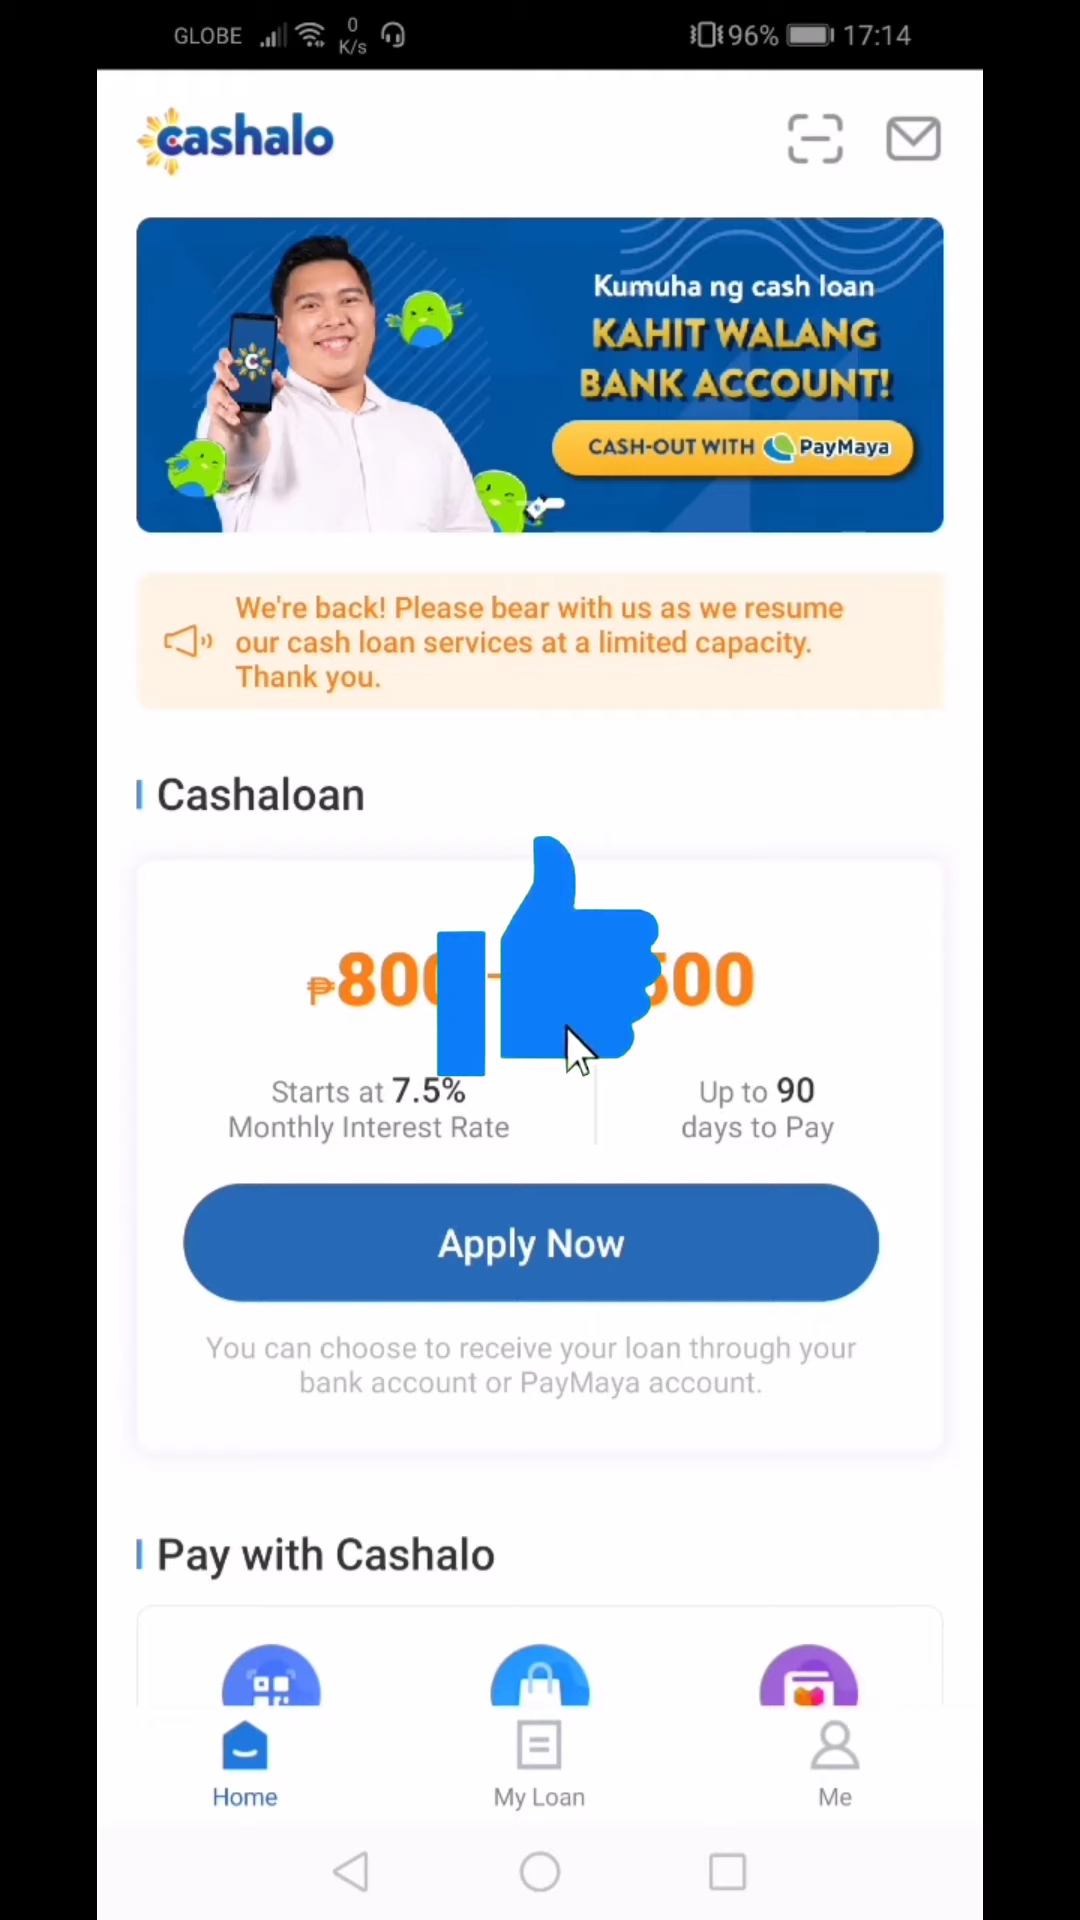 GLOBE
0
K/s
96%
17:14
cashalo
Kumuha ng cash loan
KAHIT WALANG
BANK ACCOUNT!
CASH-OUT WITH PayMaya
We're back! Please bear with us as we resume
our cash loan services at a limited capacity.
Thank you.
Cashaloan
Starts at 7.5%
Monthly Interest Rate
Up to 90
days to Pay
Apply Now
You can choose to receive your loan through your
bank account or PayMaya account.
Pay with Cashalo
Home
My Loan
Me